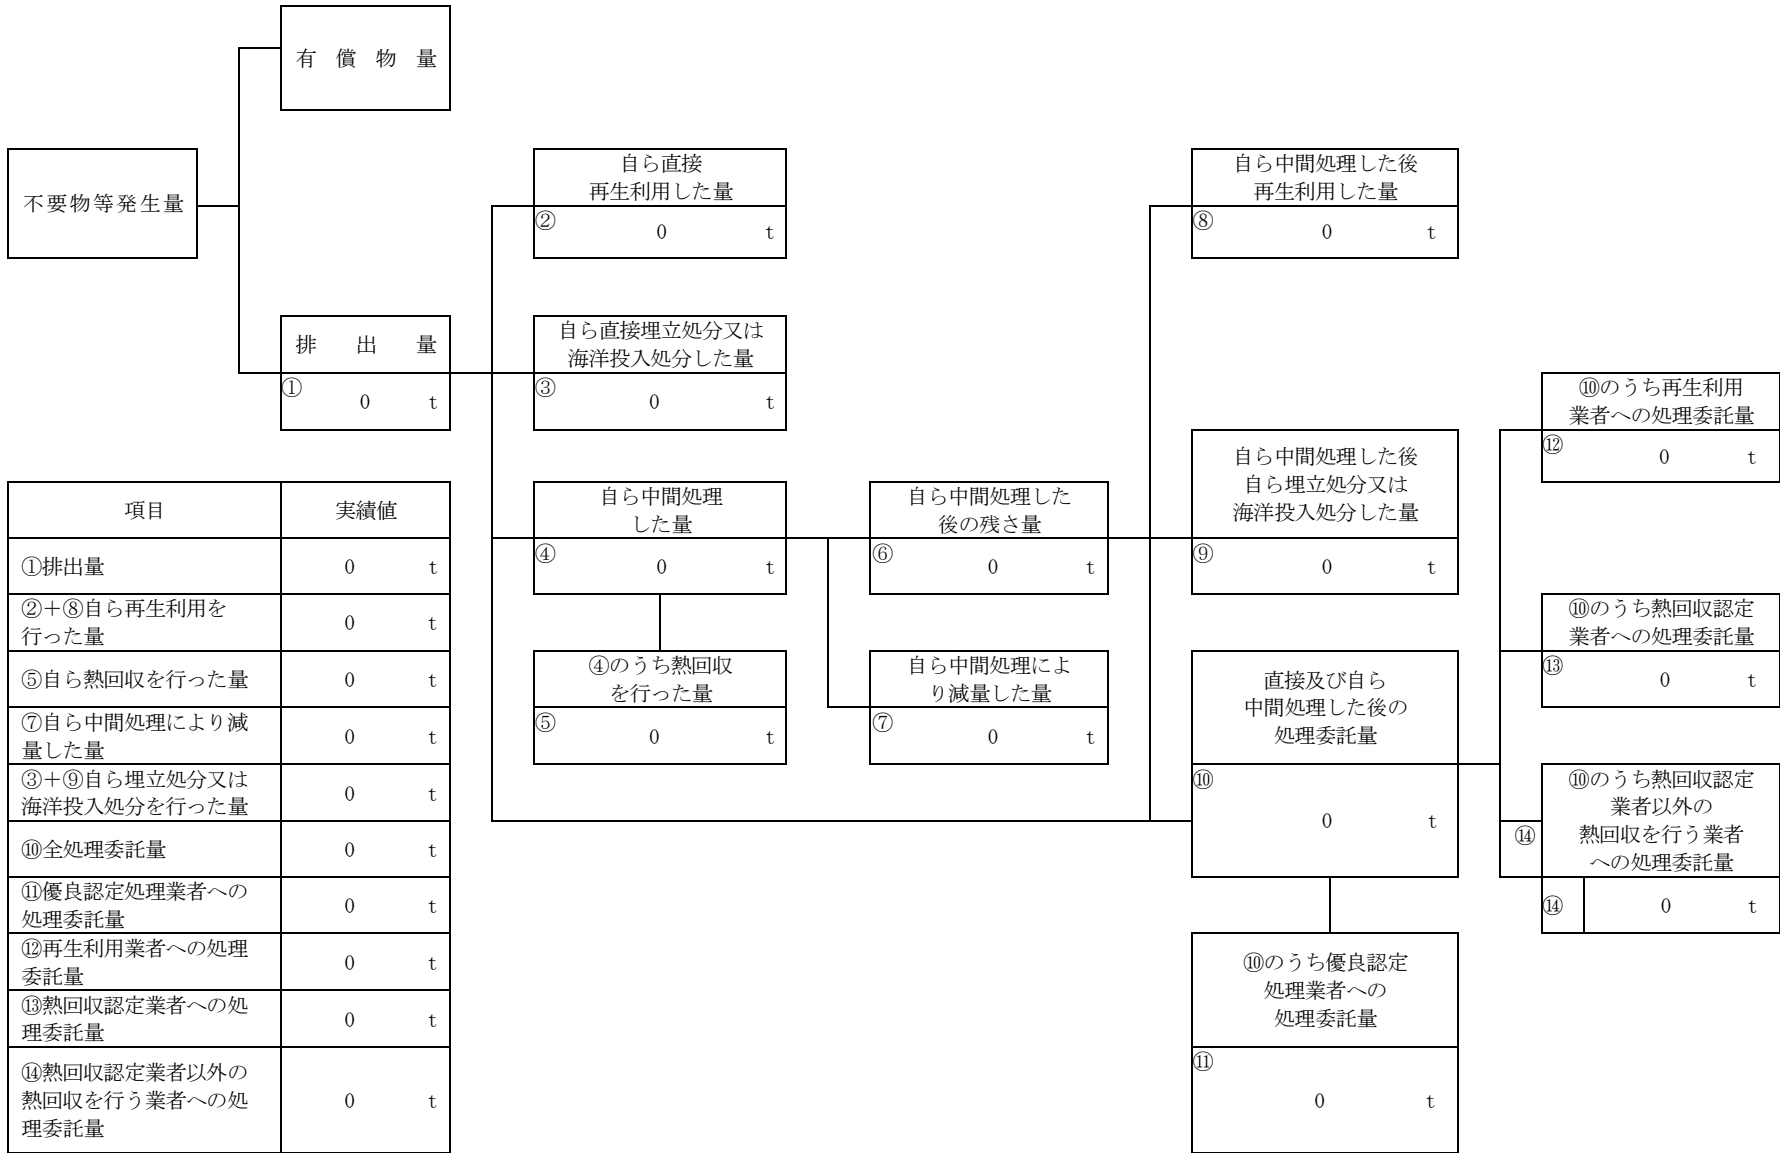 有償物量
不要物等発生量
自ら直接
再生利用した量
② 0 t
自ら中間処理した後
再生利用した量
⑧ 0 t
排出量
① 0 t
自ら直接埋立処分又は
海洋投入処分した量
③ 0 t
⑩のうち再生利用
業者への処理委託量
⑫ 0 t
自ら中間処理
した量
④ 0 t
自ら中間処理した
後の残さ量
⑥ 0 t
自ら中間処理した後
自ら埋立処分又は
海洋投入処分した量
⑨ 0 t
⑩のうち熱回収認定
業者への処理委託量
⑬ 0 t
④のうち熱回収
を行った量
⑤ 0 t
自ら中間処理によ
り減量した量
⑦ 0 t
直接及び自ら
中間処理した後の
処理委託量
⑩ 0 t
⑩のうち熱回収認定
業者以外の
熱回収を行う業者
への処理委託量
⑭
⑭ 0 t
⑩のうち優良認定
処理業者への
処理委託量
⑪ 0 t
項目 実績値
①排出量 0 t
②+⑧自ら再生利用を
行った量 0 t
⑤自ら熱回収を行った量 0 t
⑦自ら中間処理により減
量した量 0 t
③+⑨自ら埋立処分又は
海洋投入処分を行った量 0 t
⑩全処理委託量 0 t
⑪優良認定処理業者への
処理委託量 0 t
⑫再生利用業者への処理
委託量 0 t
⑬熱回収認定業者への処
理委託量 0 t
⑭熱回収認定業者以外の
熱回収を行う業者への処
理委託量 0 t